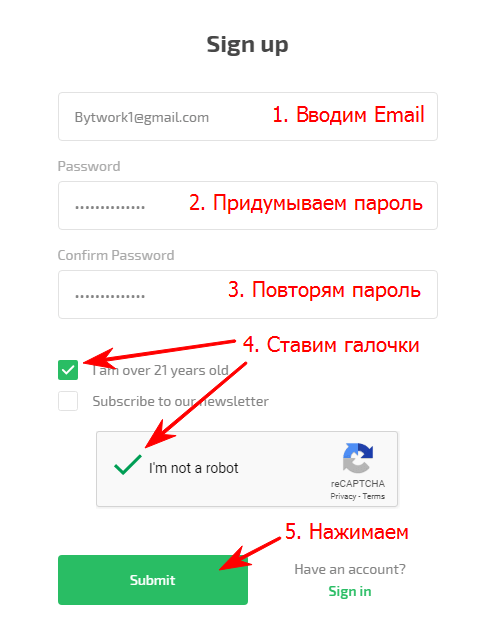 Sign up
Bytwork1@gmail.com 1. Вводим Email
Password
•••••••••••••• 2. Придумываем пароль
Confirm Password
•••••••••••••• 3. Повторям пароль
4. Ставим галочки
I am over 21 years old
Subscribe to our newsletter
I'm not a robot
reCAPTCHA
Privacy - Terms
5. Нажимаем
Submit
Have an account?
Sign in